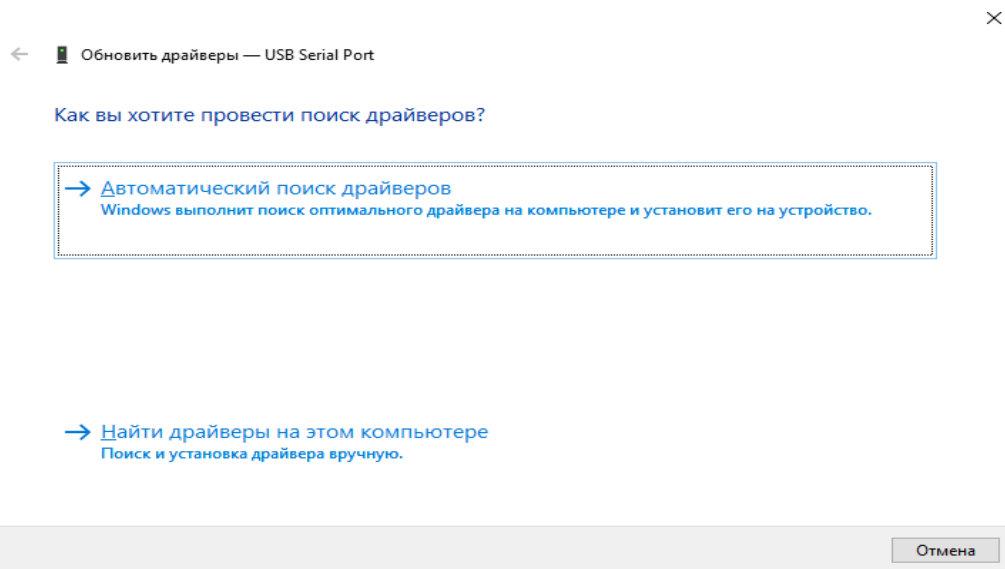 Обновить драйверы — USB Serial Port
Как вы хотите провести поиск драйверов?
Автоматический поиск драйверов
Windows выполнит поиск оптимального драйвера на компьютере и установит его на устройство.
Найти драйверы на этом компьютере
Поиск и установка драйвера вручную.
Отмена